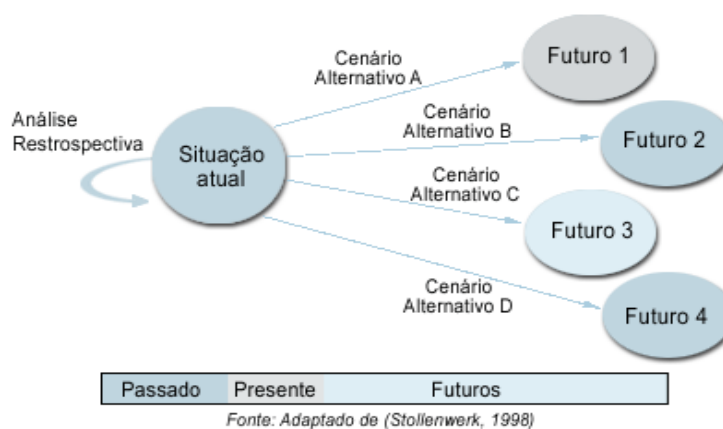 Cenário
Alternativo A
Futuro 1
Análise
Restrospectiva
Situação
atual
Cenário
Alternativo B
Futuro 2
Cenário
Alternativo C
Futuro 3
Cenário
Alternativo D
Futuro 4
Passado Presente Futuros
Fonte: Adaptado de (Stollenwerk, 1998)